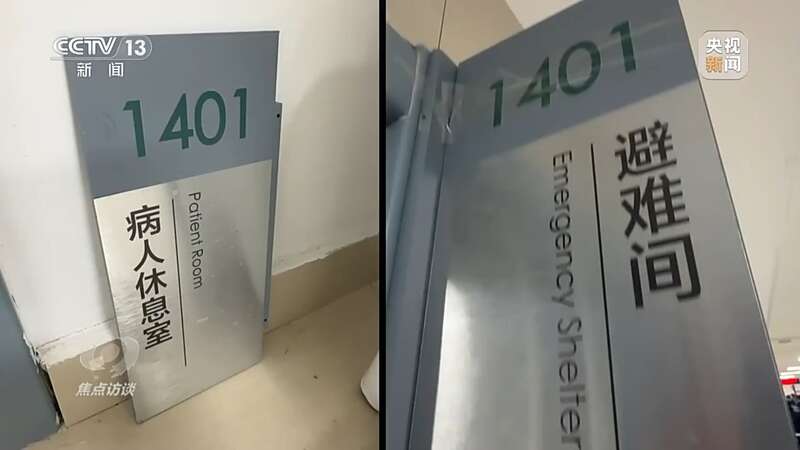 CCTV 13
新闻
1401
病人休息室
Patient Room
焦点访谈
央视
新闻
1401
避难间
Emergency Shelter